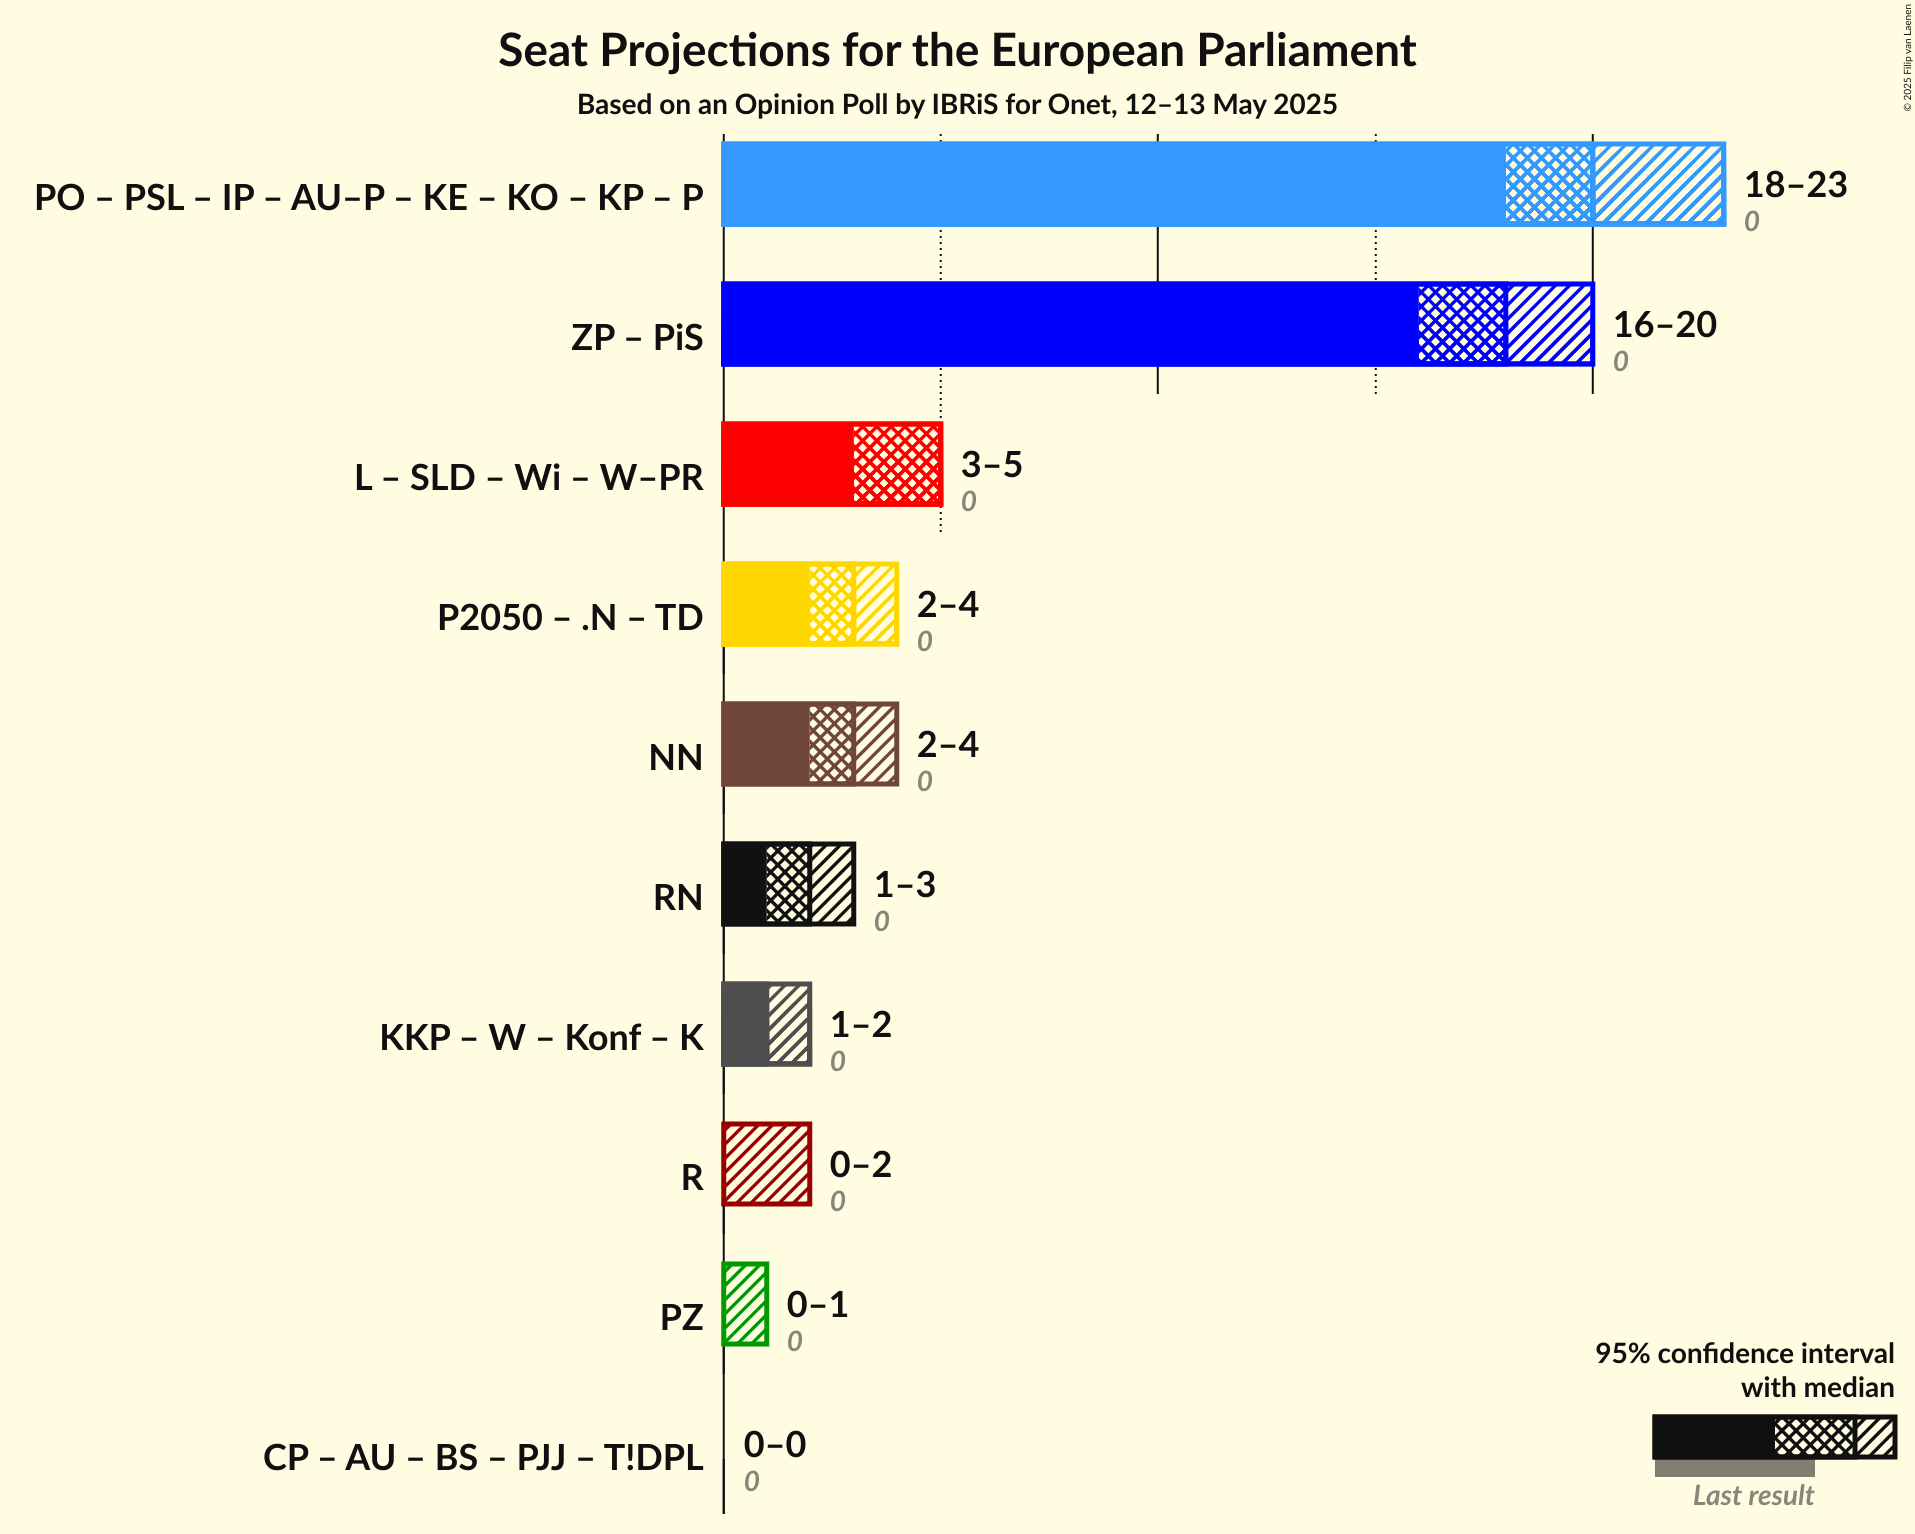 Seat Projections for the European Parliament
Based on an Opinion Poll by IBRiS for Onet, 12–13 May 2025
© 2025 Filip van Laenen
PO – PSL – IP – AU–P – KE – KO – KP – P
18–23
0
ZP – PiS
16–20
0
L – SLD – Wi – W–PR
3–5
0
P2050 – .N – TD
2–4
0
NN
2–4
0
RN
1–3
0
KKP – W – Konf – K
1–2
0
R
0–2
0
PZ
0–1
0
CP – AU – BS – PJJ – T!DPL
0–0
0
95% confidence interval
with median
Last result